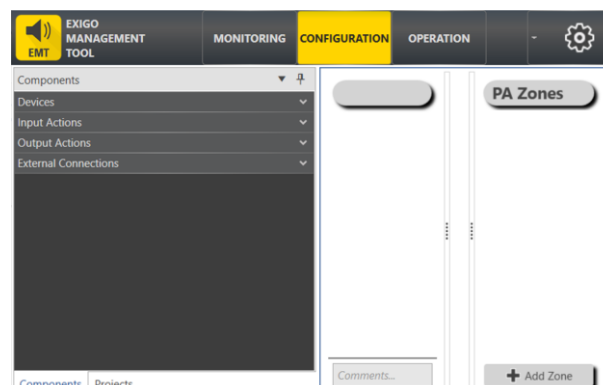 EXIGO
MANAGEMENT
TOOL
EMT
MONITORING
CONFIGURATION
OPERATION
-
Components
Devices
Input Actions
Output Actions
External Connections
PA Zones
Comments...
Add Zone
Components
Projects